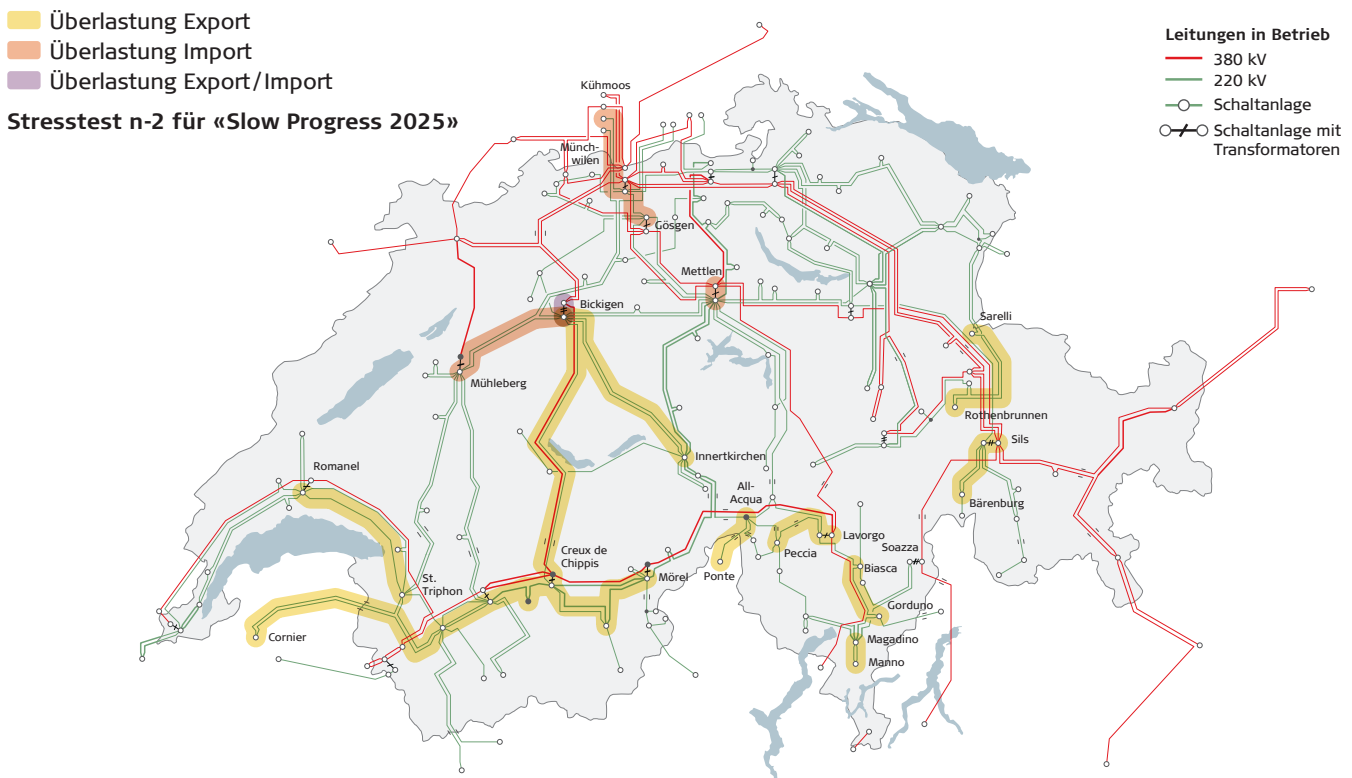 Überlastung Export
Überlastung Import
Überlastung Export/Import
Stresstest n-2 für «Slow Progress 2025»
Leitungen in Betrieb
380 kV
220 kV
Schaltanlage
Schaltanlage mit
Transformatoren
Kühmoos
Münch-
wilen
Gösgen
Mettlen
Bickigen
Mühleberg
Sarelli
Rothenbrunnen
Sils
Bärenburg
Innertkirchen
Romanel
All-
Acqua
Lavorgo
Soazza
Peccia
Ponte
Biasca
Creux de
Chippis
Mörel
St.
Triphon
Gorduno
Cornier
Magadino
Manno